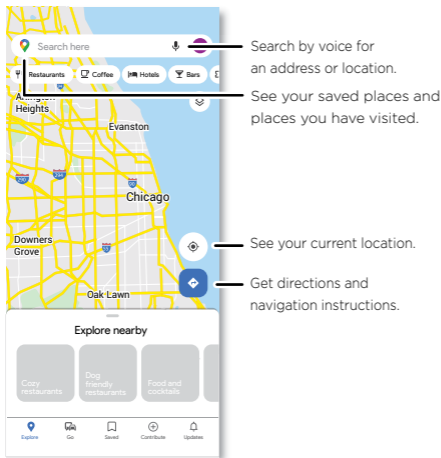 Search here
Restaurants Coffee Hotels Bars
Arlington
Heights
Evanston
Chicago
Downers
Grove
Oak Lawn
Explore nearby
Cozy
restaurants
Dog
friendly
restaurants
Food and
cocktails
Explore Go Saved Contribute Updates
Search by voice for
an address or location.
See your saved places and
places you have visited.
See your current location.
Get directions and
navigation instructions.